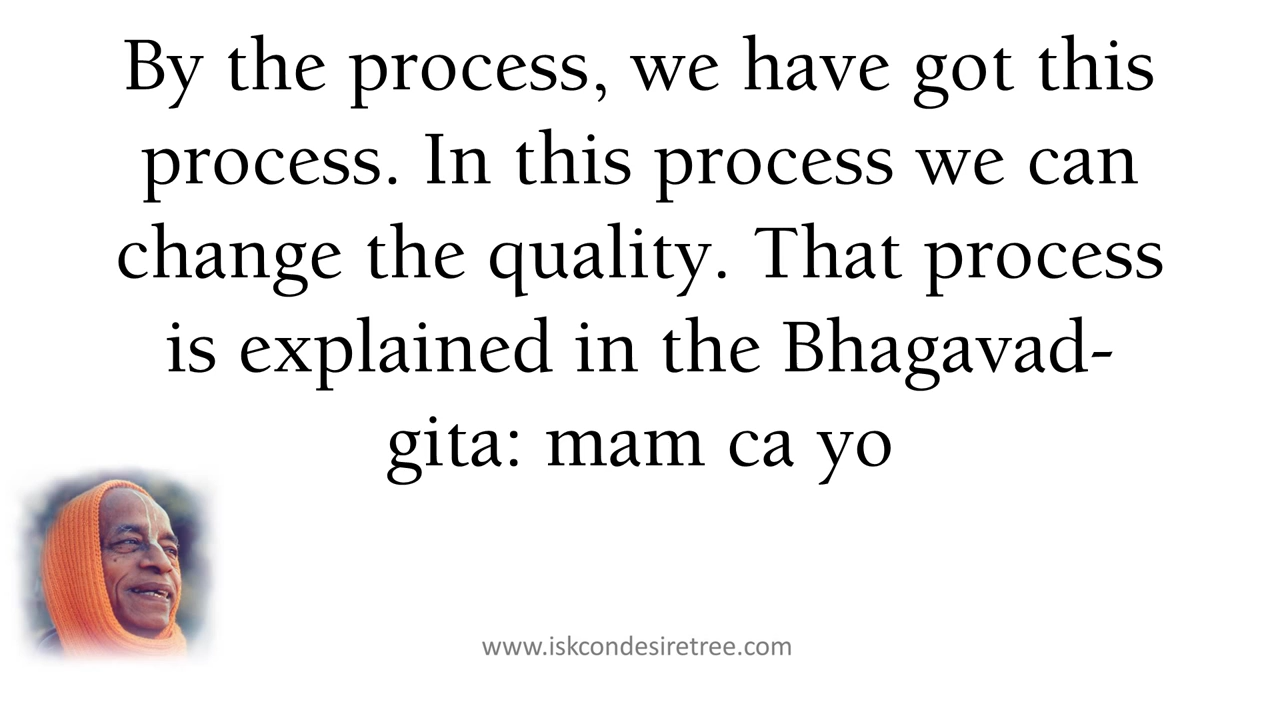 By the process, we have got this
process. In this process we can
change the quality. That process
is explained in the Bhagavad-
gita: mam ca yo
www.iskcondesiretree.com